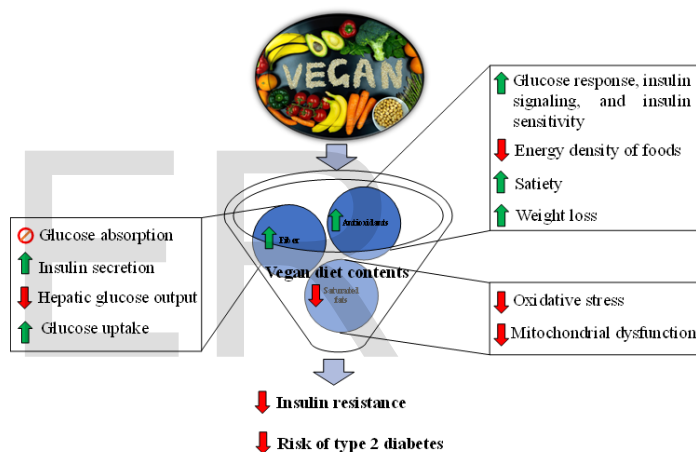 VEGAN
Glucose response, insulin
signaling, and insulin
sensitivity
Energy density of foods
Satiety
Weight loss
Glucose absorption
Insulin secretion
Hepatic glucose output
Glucose uptake
Antioxidants
Fiber
Vegan diet contents
Saturated
fats
Oxidative stress
Mitochondrial dysfunction
Insulin resistance
Risk of type 2 diabetes
ER